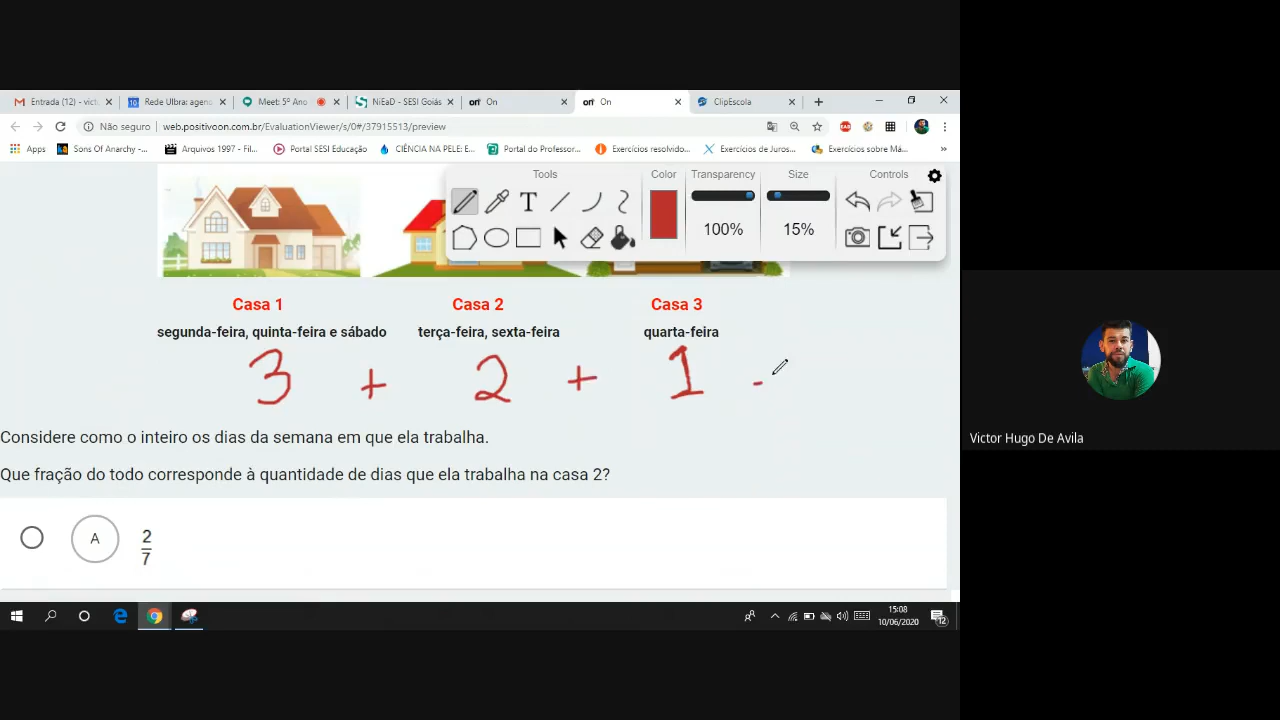 Entrada (12) - vict
Rede Ulbra: agen
Meet: 5º Ano
NiEaD - SESI Goiás
On
On
ClipEscola
Não seguro
web.positivoon.com.br/EvaluationViewer/s/0#/37915513/preview
Apps
Sons Of Anarchy -...
Arquivos 1997 - Fil...
Portal SESI Educação
CIÊNCIA NA PELE: E...
Portal do Professor...
Exercícios resolvido...
Exercícios de Juros...
Exercícios sobre Má...
»
Tools Color Transparency Size Controls
T
100% 15%
Casa 1 Casa 2 Casa 3
segunda-feira, quinta-feira e sábado terça-feira, sexta-feira quarta-feira
3 + 2 + 1 -
Considere como o inteiro os dias da semana em que ela trabalha.
Que fração do todo corresponde à quantidade de dias que ela trabalha na casa 2?
A 2/7
15:08
10/06/2020
12
Victor Hugo De Avila